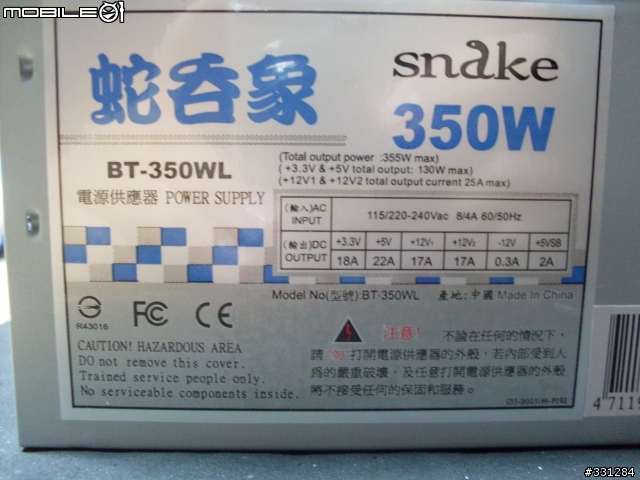 MOBILE01
蛇吞象
snake
350W
BT-350WL
電源供應器 POWER SUPPLY
(Total output power :355W max)
( +3.3V & +5V total output: 130W max)
(+12V1 & +12V2 total output current 25A max)
(輸入)AC INPUT 115/220-240Vac 8/4A 60/50Hz
(輸出)DC OUTPUT +3.3V +5V +12V1 +12V2 -12V +5VSB
18A 22A 17A 17A 0.3A 2A
Model No(型號):BT-350WL 產地:中國 Made in China
R43016
FC CE
CAUTION! HAZARDOUS AREA
DO not remove this cover.
Trained service people only.
No serviceable components inside.
注意! 不論在任何的情況下,
請"勿"打開電源供應器的外殼,若內部受到人
為的嚴重破壞,及任意打開電源供應器的外殼
將不接受任何的保固和服務。
4 7119
#331284